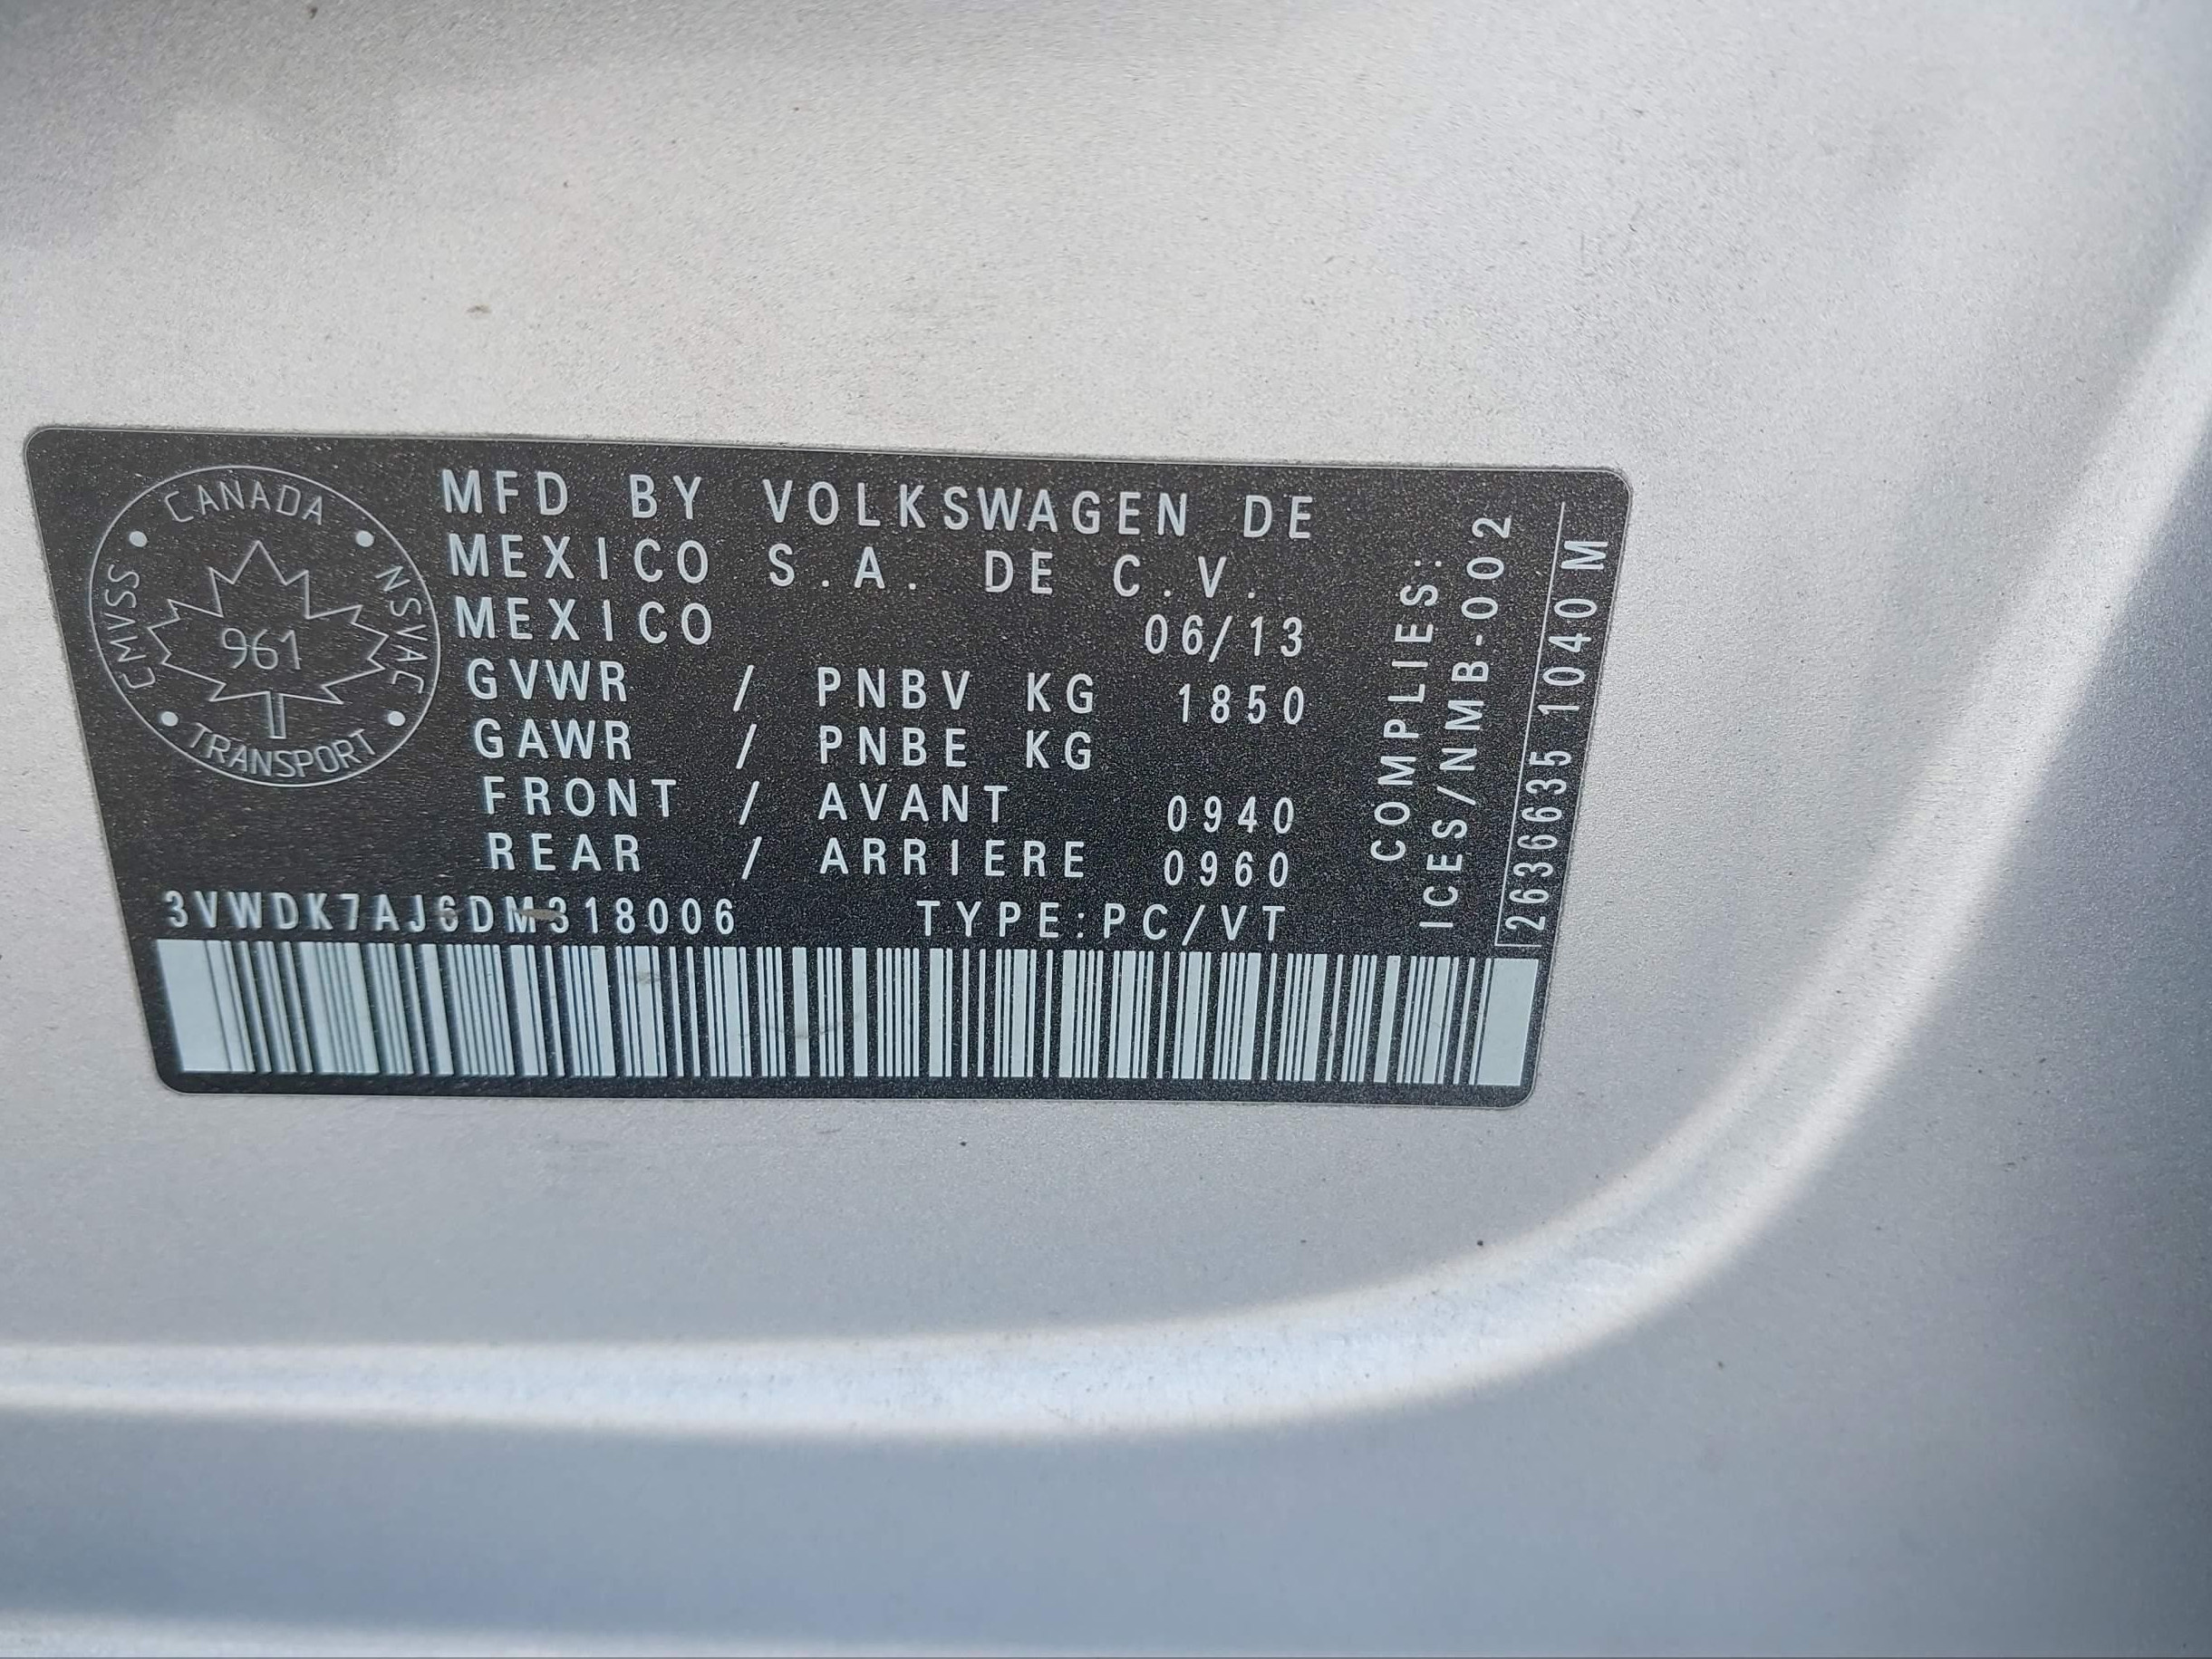 CANADA
CMVSS
NSVAC
961
TRANSPORT
MFD BY VOLKSWAGEN DE
MEXICO S.A. DE C.V.
MEXICO 06/13
GVWR / PNBV KG 1850
GAWR / PNBE KG
FRONT / AVANT 0940
REAR / ARRIERE 0960
3VWDK7AJ6DM318006 TYPE:PC/VT
COMPLIES:
ICES/NMB-002
26366635 1040 M